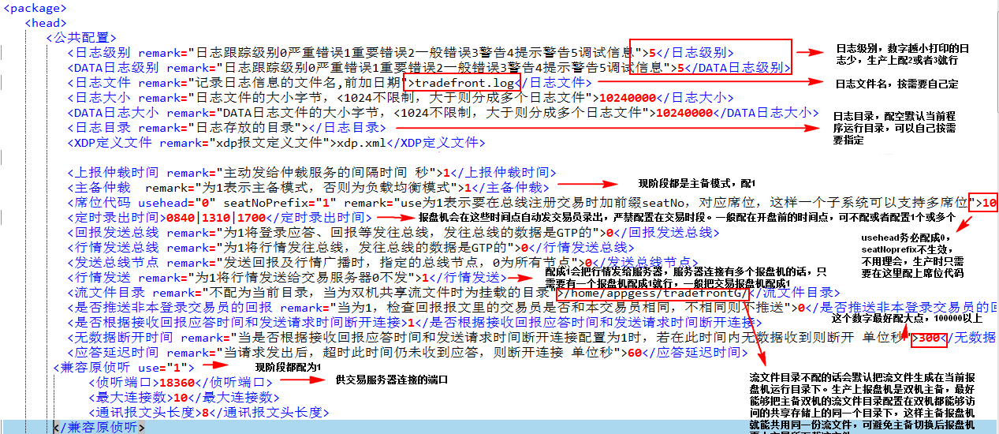 <package>
<head>
<公共配置>
<日志级别 remark="日志跟踪级别0严重错误1重要错误2一般错误3警告4提示警告5调试信息">5</日志级别>
日志级别，数字越小打印的日
志少，生产上配2或者3就行
<DATA日志级别 remark="日志跟踪级别0严重错误1重要错误2一般错误3警告4提示警告5调试信息">5</DATA日志级别>
<日志文件 remark="记录日志信息的文件名,前加日期">tradefront.log</日志文件>
日志文件名，按需要自己定
<日志大小 remark="日志文件的大小字节，<1024不限制，大于则分成多个日志文件">10240000</日志大小>
<DATA日志大小 remark="DATA日志文件的大小字节，<1024不限制，大于则分成多个日志文件">10240000</DATA日志大小>
<日志目录 remark="日志存放的目录"></日志目录>
日志目录，配空默认当前程
序运行目录，可以自己按需
要指定
<XDP定义文件 remark="xdp报文定义文件">xdp.xml</XDP定义文件>
<上报仲裁时间 remark="主动发给仲裁服务的间隔时间 秒">1</上报仲裁时间>
<主备仲裁  remark="为1表示主备模式，否则为负载均衡模式">1</主备仲裁>
现阶段都是主备模式，配1
<席位代码 usehead="0" seatNoPrefix="1" remark="use为1表示要在总线注册交易时加前缀seatNo，对应席位，这样一个子系统可以支持多席位">10
<定时录出时间>0840|1310|1700</定时录出时间>
报盘机会在这些时间点自动发交易员录出，严禁配置在交易时段。一般配在开盘前的时间点，可不配或者配置1个或多个
<回报发送总线 remark="为1将登录应答、回报等发往总线，发往总线的数据是GTP的">0</回报发送总线>
usehead务必配成0，
seatNoprefix不生效，
不用理会，生产时只需
要在这里配上席位代码
<行情发送总线 remark="为1将行情发往总线，发往总线的数据是GTP的">0</行情发送总线>
<发送总线节点 remark="发送回报及行情广播时，指定的总线节点，0为所有节点">0</发送总线节点>
<行情发送 remark="为1将行情发送给交易服务器0不发">1</行情发送>
配成1会把行情发给服务器，服务器连接有多个报盘机的话，只
需要有一个报盘机配成1就行，一般把交易报盘机配成1
<流文件目录 remark="不配为当前目录，当为双机共享流文件时为挂载的目录">/home/appgess/tradefrontG/</流文件目录>
<是否推送非本登录交易员的回报 remark="当为1，检查回报报文里的交易员是否和本交易员相同，不相同则不推送">0</是否推送非本登录交易员的回
<是否根据接收回报应答时间和发送请求时间断开连接>1</是否根据接收回报应答时间和发送请求时间断开连接>
这个数字最好配大点，100000以上
<无数据断开时间 remark="当是否根据接收回报应答时间和发送请求时间断开连接配置为1时，若在此时间内无数据收到则断开 单位秒">300</无数据
<应答延迟时间 remark="当请求发出后，超时此时间仍未收到应答，则断开连接 单位秒">60</应答延迟时间>
<兼容原侦听 use="1">
现阶段都配为1
<侦听端口>18360</侦听端口>
供交易服务器连接的端口
<最大连接数>10</最大连接数>
<通讯报文头长度>8</通讯报文头长度>
</兼容原侦听>
流文件目录不配的话会默认把流文件生成在当前报
盘机运行目录下。生产上报盘机是双机主备，最好
能够把主备双机的流文件目录配置在双机都能够访
问的共享存储上的同一个目录下，这样主备报盘机
就能共用同一份流文件，可避免主备切换后报盘机